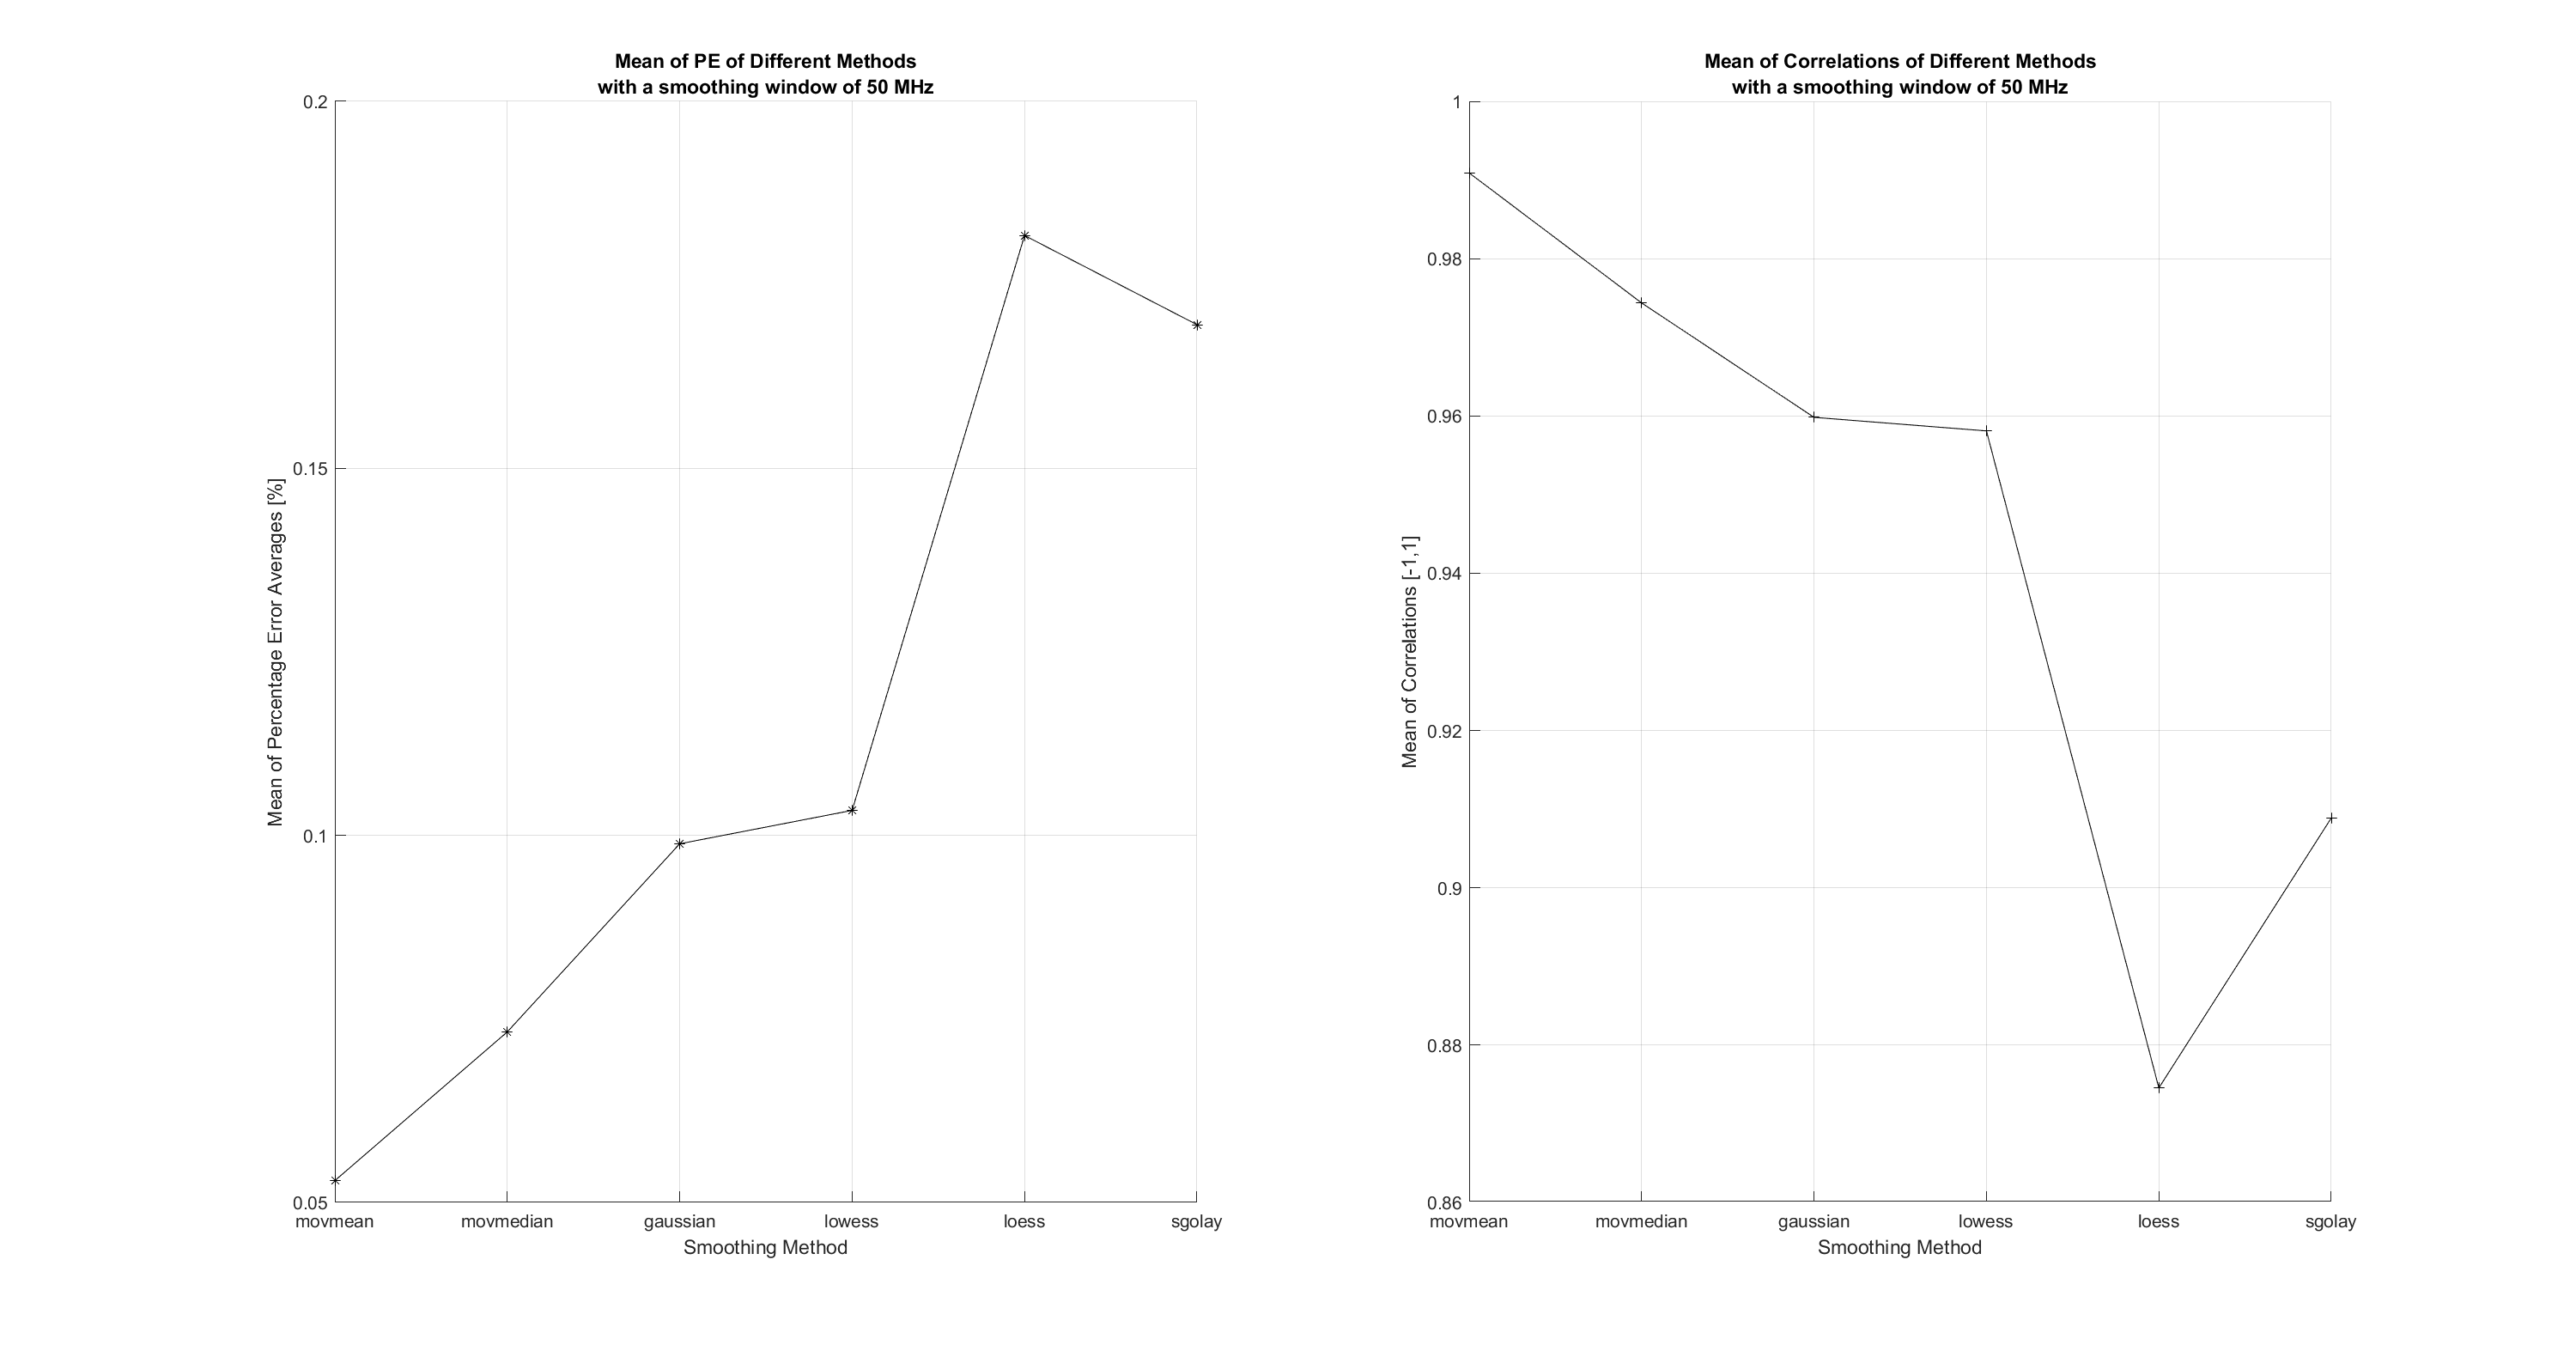 Mean of PE of Different Methods
with a smoothing window of 50 MHz
0.2
0.15
0.1
0.05
Mean of Percentage Error Averages [%]
movmean movmedian gaussian lowess loess sgolay
Smoothing Method
Mean of Correlations of Different Methods
with a smoothing window of 50 MHz
1
0.98
0.96
0.94
0.92
0.9
0.88
0.86
Mean of Correlations [-1,1]
movmean movmedian gaussian lowess loess sgolay
Smoothing Method